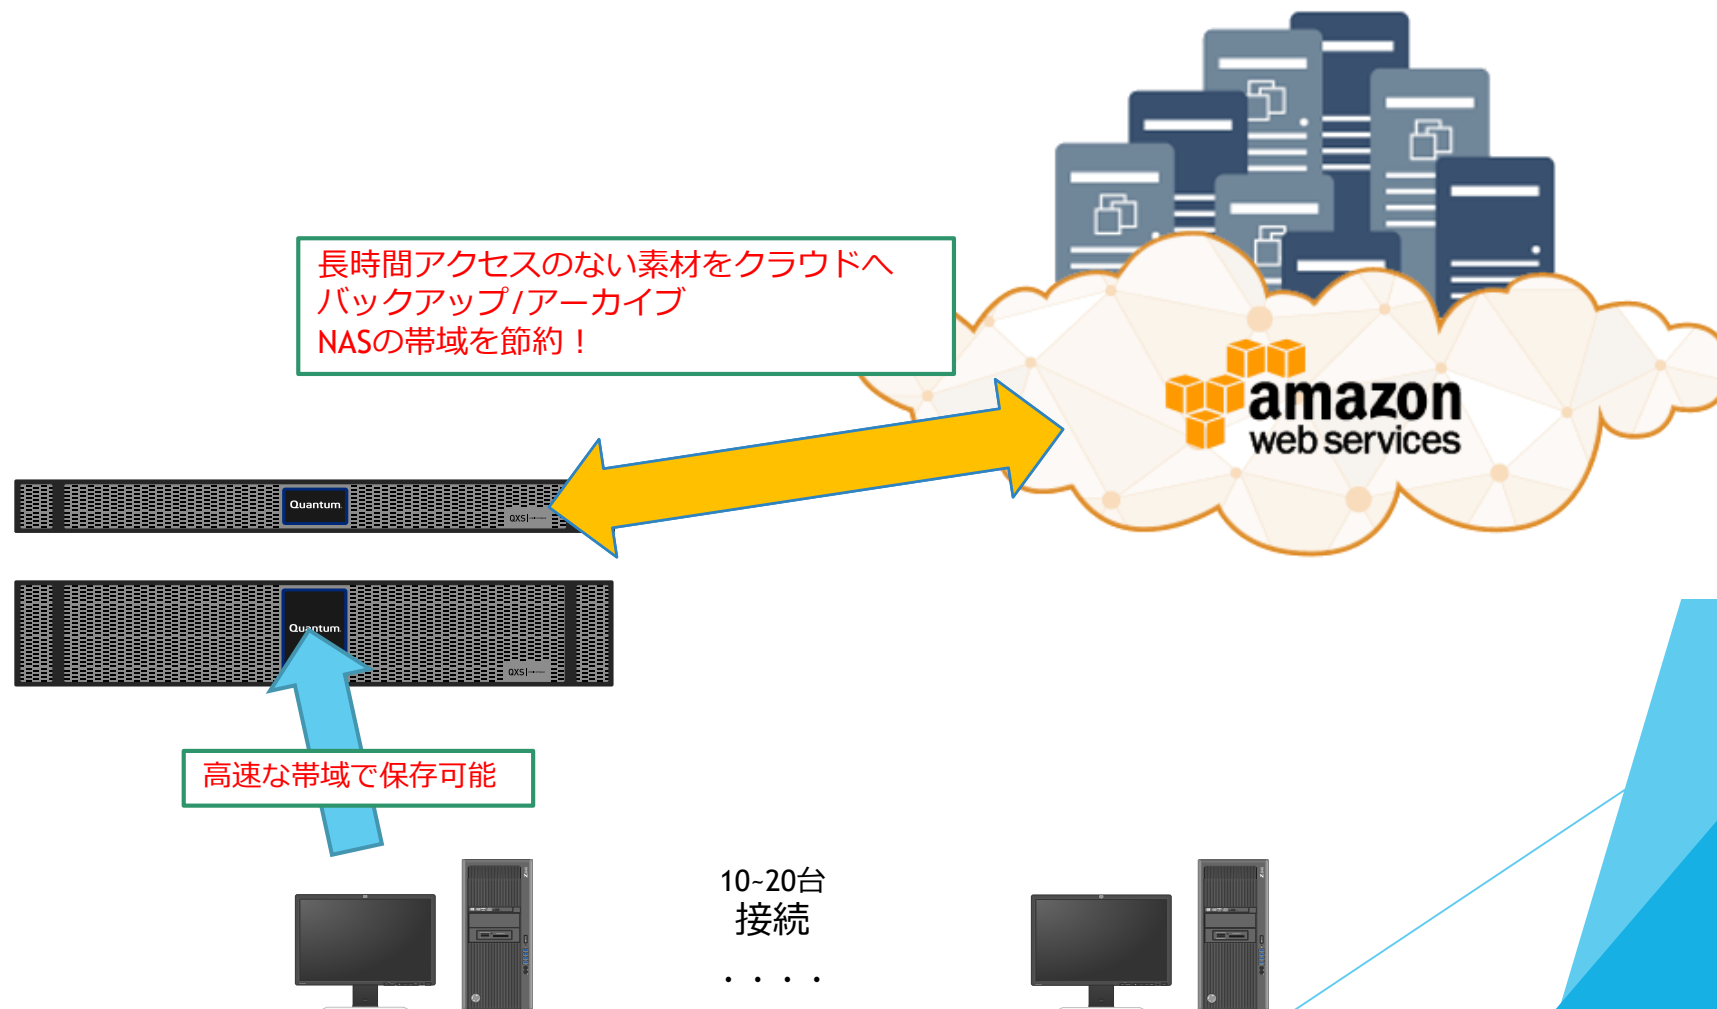 長時間アクセスのない素材をクラウドへ
バックアップ/アーカイブ
NASの帯域を節約！
amazon
web services
Quantum
QXS
Quantum
QXS
高速な帯域で保存可能
10~20台
接続
・・・・